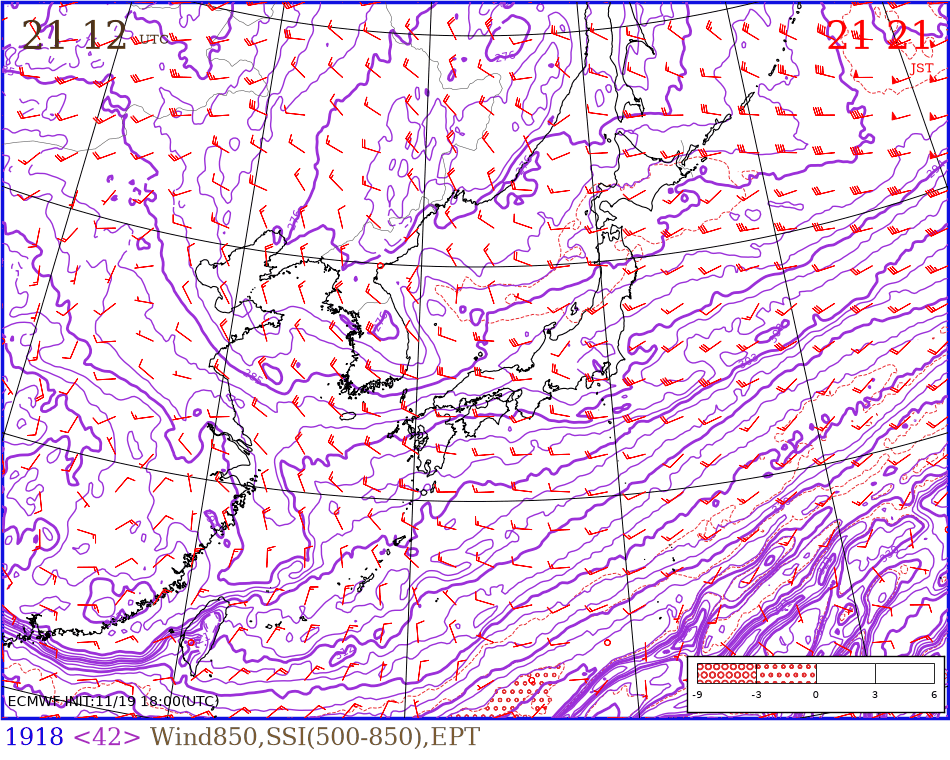 21 12 UTC
21 21
JST
ECMWF INIT:11/19 18:00(UTC)
-9 -3 0 3 6
1918 <42> Wind850,SSI(500-850),EPT